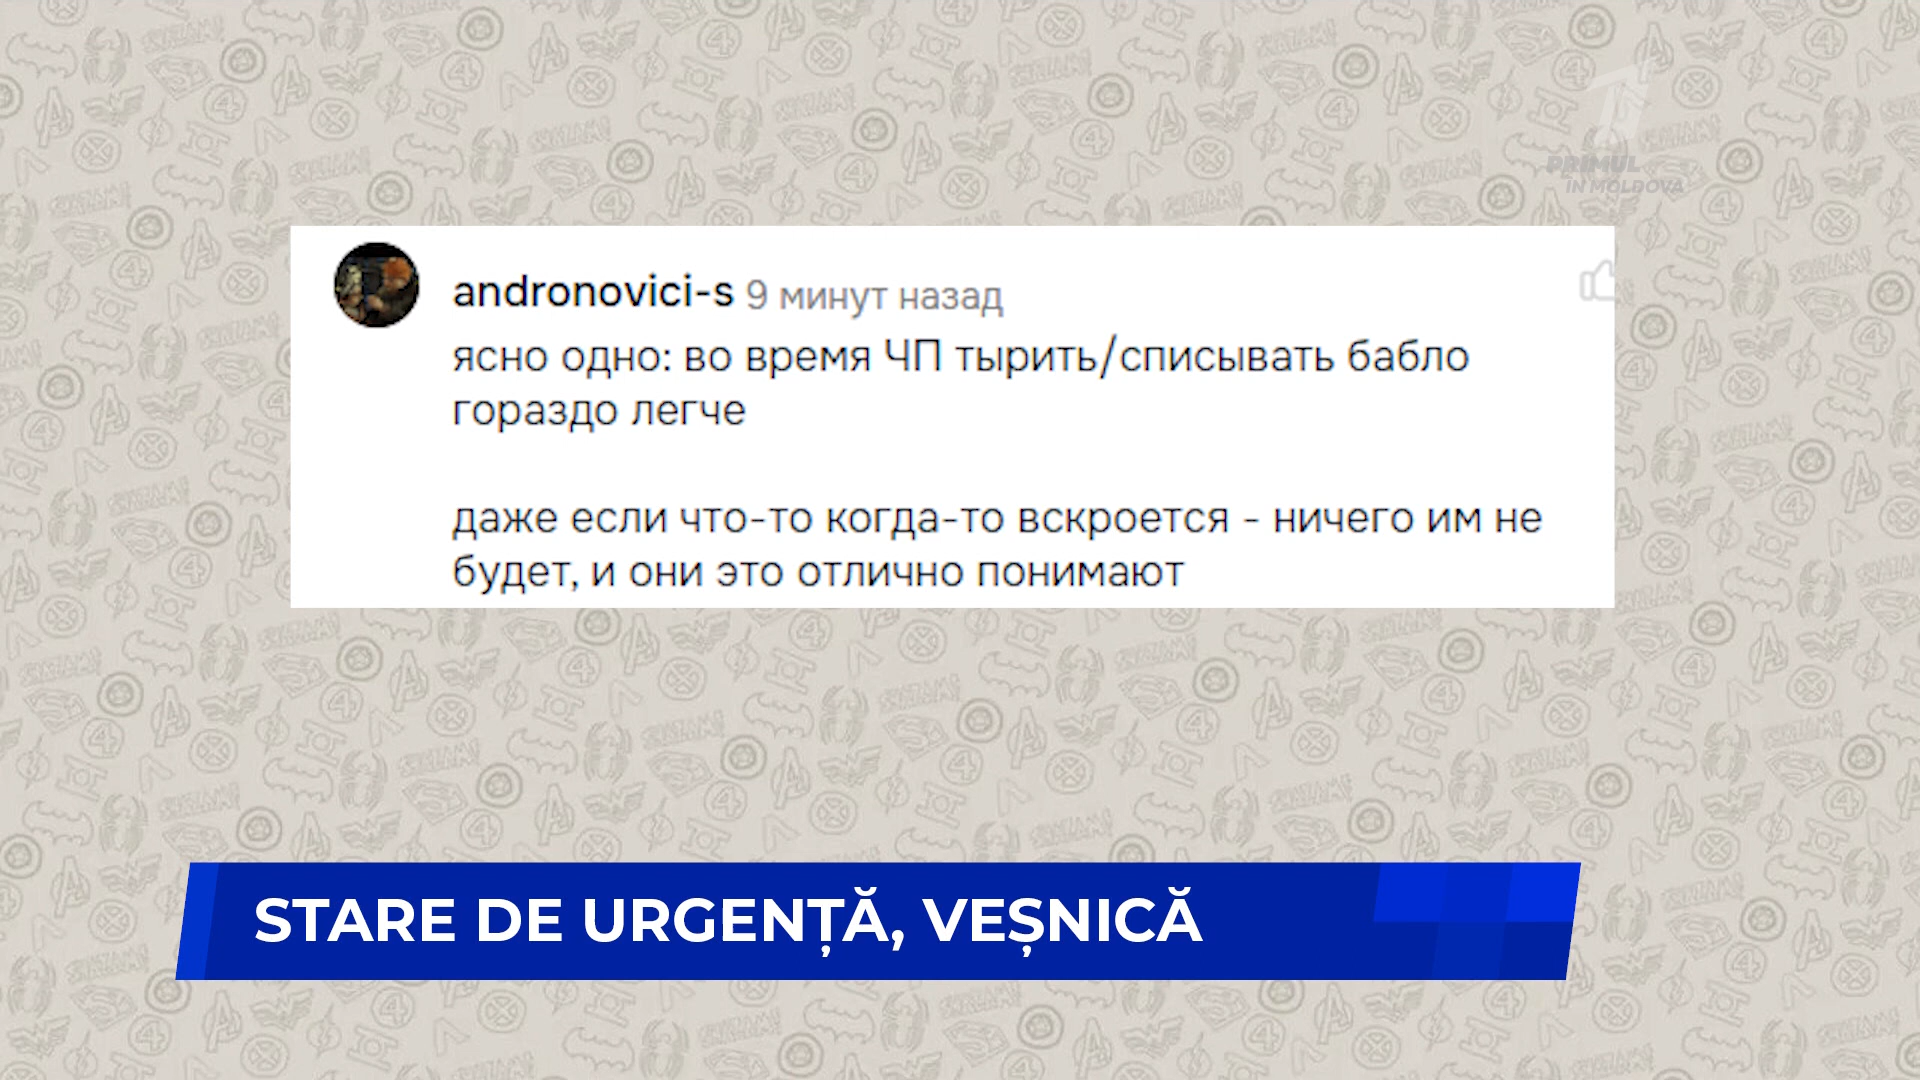 PRIMUL
ÎN MOLDOVA
andronovici-s 9 минут назад
ясно одно: во время ЧП тырить/списывать бабло
гораздо легче
даже если что-то когда-то вскроется - ничего им не
будет, и они это отлично понимают
STARE DE URGENȚĂ, VEȘNICĂ